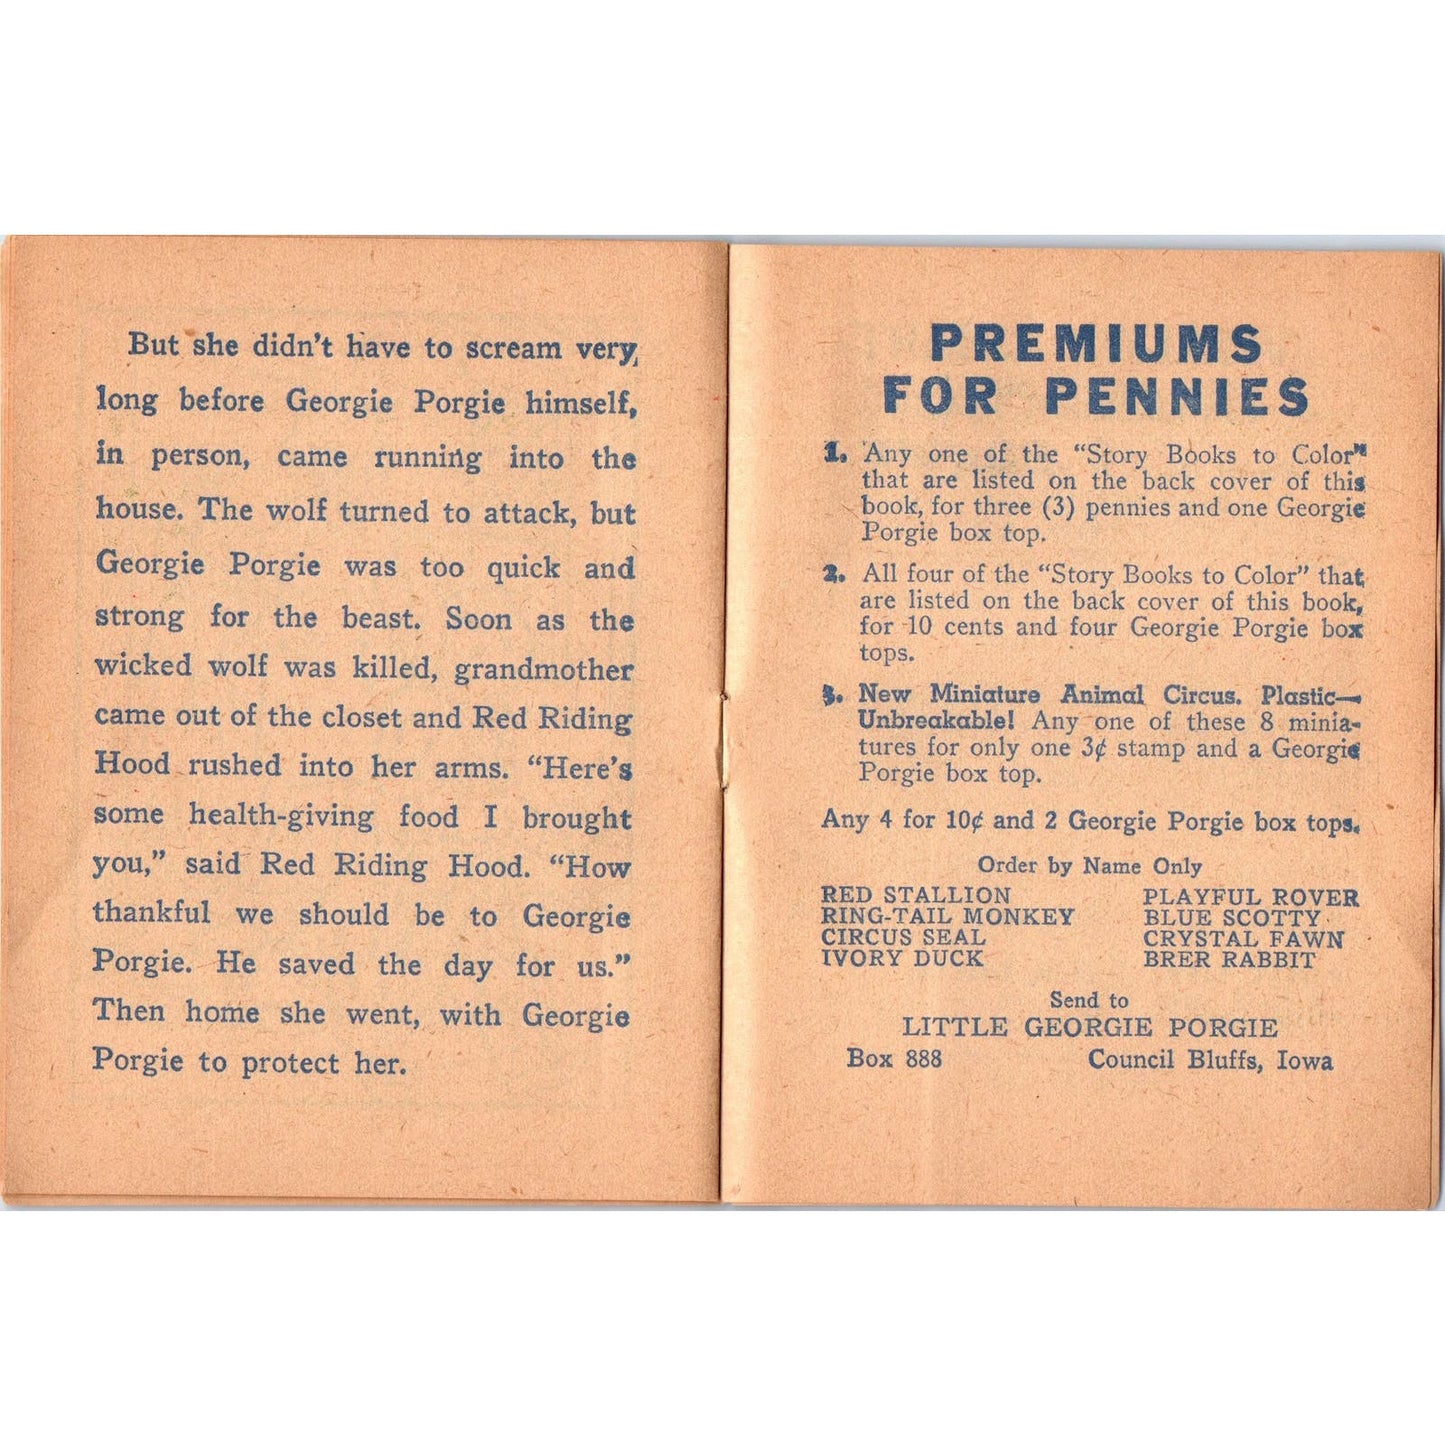 But she didn't have to scream very,
long before Georgie Porgie himself,
in person, came running into the
house. The wolf turned to attack, but
Georgie Porgie was too quick and
strong for the beast. Soon as the
wicked wolf was killed, grandmother
came out of the closet and Red Riding
Hood rushed into her arms. “Here's
some health-giving food I brought
you,” said Red Riding Hood. “How
thankful we should be to Georgie
Porgie. He saved the day for us.”
Then home she went, with Georgie
Porgie to protect her.
PREMIUMS
FOR PENNIES
1. Any one of the “Story Books to Color”
that are listed on the back cover of this
book, for three (3) pennies and one Georgie
Porgie box top.
2. All four of the “Story Books to Color” that
are listed on the back cover of this book,
for 10 cents and four Georgie Porgie box
tops.
3. New Miniature Animal Circus. Plastic—
Unbreakable! Any one of these 8 minia-
tures for only one 3¢ stamp and a Georgie
Porgie box top.
Any 4 for 10¢ and 2 Georgie Porgie box tops.
Order by Name Only
RED STALLION PLAYFUL ROVER
RING-TAIL MONKEY BLUE SCOTTY
CIRCUS SEAL CRYSTAL FAWN
IVORY DUCK BRER RABBIT
Send to
LITTLE GEORGIE PORGIE
Box 888 Council Bluffs, Iowa